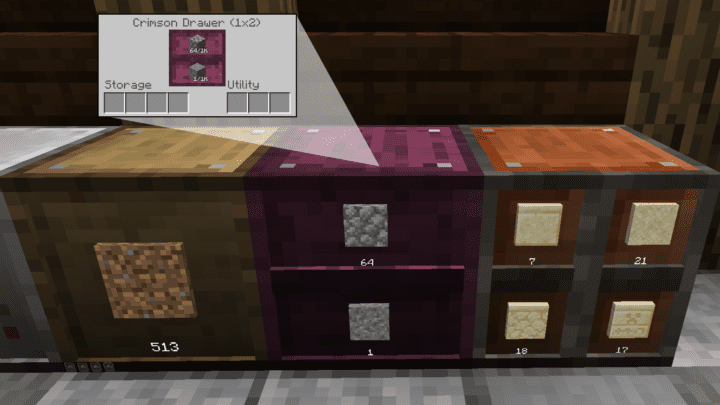 Crimson Drawer (1x2)
64/1K
1/1K
Storage
Utility
64
7
21
513
1
18
17